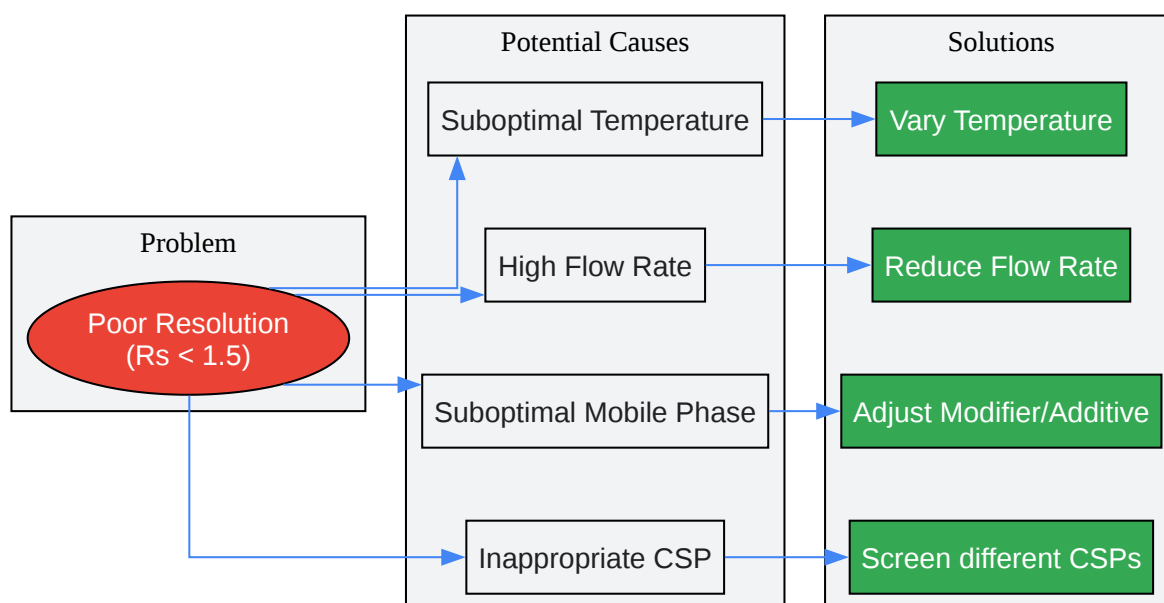 Potential Causes
Solutions
Suboptimal Temperature
Vary Temperature
Problem
High Flow Rate
Reduce Flow Rate
Poor Resolution
(Rs < 1.5)
Suboptimal Mobile Phase
Adjust Modifier/Additive
Inappropriate CSP
Screen different CSPs